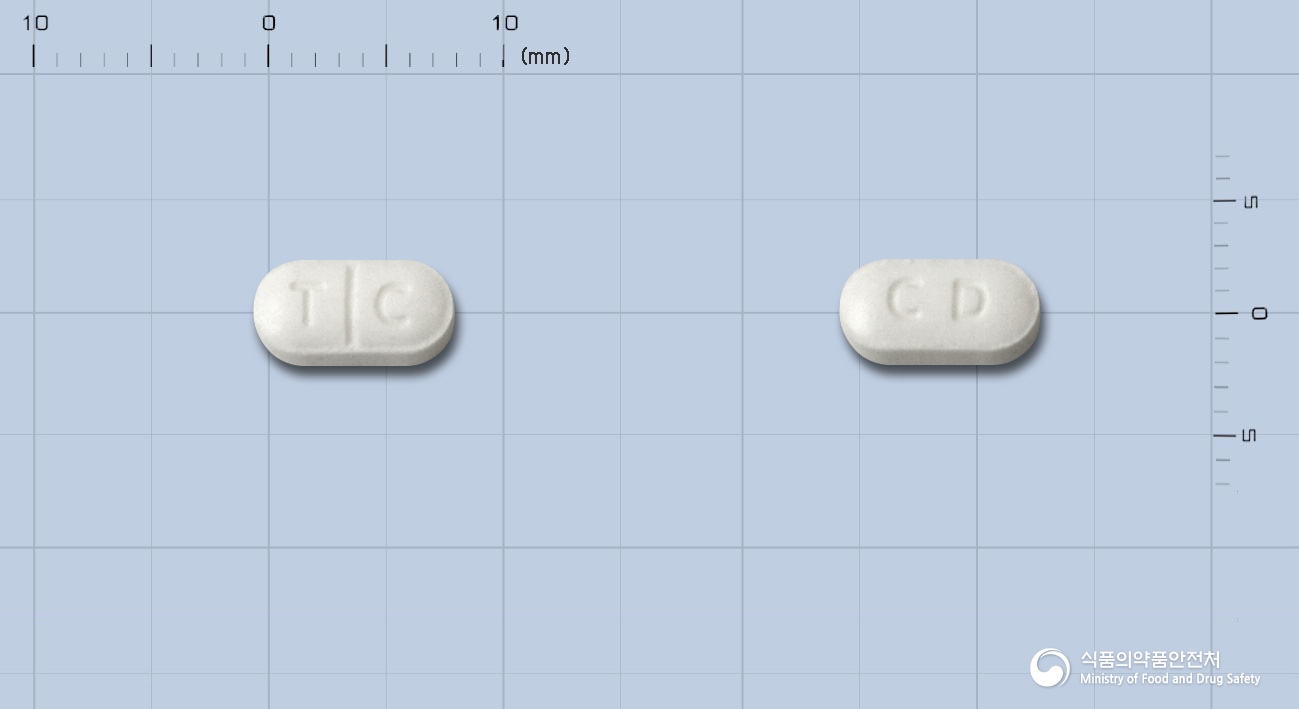 10 0 10
(mm)
5
T C
C D
0
5
식품의약품안전처
Ministry of Food and Drug Safety